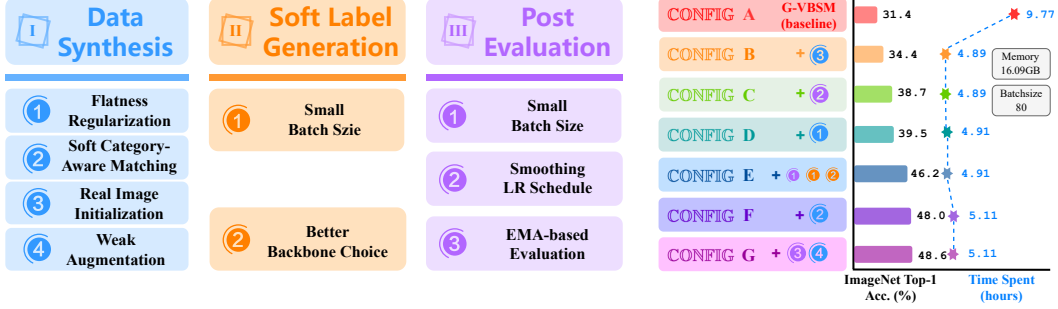 I
Data
Synthesis
1
Flatness
Regularization
2
Soft Category-
Aware Matching
3
Real Image
Initialization
4
Weak
Augmentation
II
Soft Label
Generation
1
Small
Batch Szie
2
Better
Backbone Choice
III
Post
Evaluation
1
Small
Batch Size
2
Smoothing
LR Schedule
3
EMA-based
Evaluation
CONFIG A G-VBSM
(baseline)
CONFIG B + 3
CONFIG C + 2
CONFIG D + 1
CONFIG E + 1 1 2
CONFIG F + 2
CONFIG G + 3 4
31.4 9.77
34.4 4.89
Memory
16.09GB
38.7 4.89
Batchsize
80
39.5 4.91
46.2 4.91
48.0 5.11
48.6 5.11
ImageNet Top-1
Acc. (%)
Time Spent
(hours)